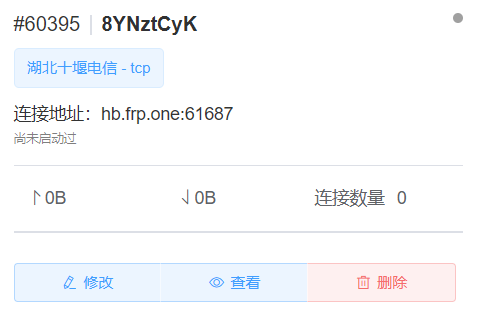 #60395 | 8YNztCyK
湖北十堰电信 - tcp
连接地址：hb.frp.one:61687
尚未启动过
↑0B ↓0B 连接数量 0
修改 查看 删除